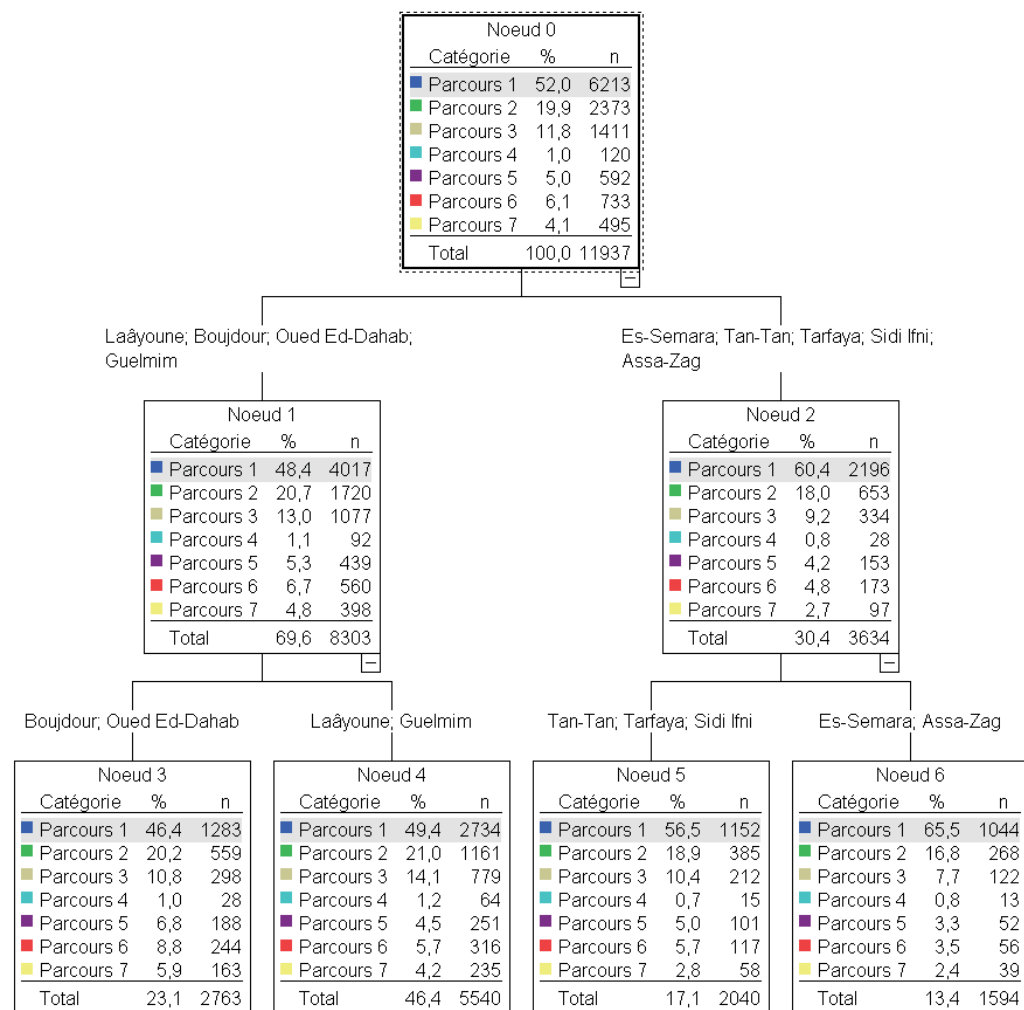 Noeud 0
Catégorie % n
Parcours 1 52,0 6213
Parcours 2 19,9 2373
Parcours 3 11,8 1411
Parcours 4 1,0 120
Parcours 5 5,0 592
Parcours 6 6,1 733
Parcours 7 4,1 495
Total 100,0 11937
Laâyoune; Boujdour; Oued Ed-Dahab;
Guelmim
Es-Semara; Tan-Tan; Tarfaya; Sidi Ifni;
Assa-Zag
Noeud 1
Catégorie % n
Parcours 1 48,4 4017
Parcours 2 20,7 1720
Parcours 3 13,0 1077
Parcours 4 1,1 92
Parcours 5 5,3 439
Parcours 6 6,7 560
Parcours 7 4,8 398
Total 69,6 8303
Noeud 2
Catégorie % n
Parcours 1 60,4 2196
Parcours 2 18,0 653
Parcours 3 9,2 334
Parcours 4 0,8 28
Parcours 5 4,2 153
Parcours 6 4,8 173
Parcours 7 2,7 97
Total 30,4 3634
Boujdour; Oued Ed-Dahab
Laâyoune; Guelmim
Tan-Tan; Tarfaya; Sidi Ifni
Es-Semara; Assa-Zag
Noeud 3
Catégorie % n
Parcours 1 46,4 1283
Parcours 2 20,2 559
Parcours 3 10,8 298
Parcours 4 1,0 28
Parcours 5 6,8 188
Parcours 6 8,8 244
Parcours 7 5,9 163
Total 23,1 2763
Noeud 4
Catégorie % n
Parcours 1 49,4 2734
Parcours 2 21,0 1161
Parcours 3 14,1 779
Parcours 4 1,2 64
Parcours 5 4,5 251
Parcours 6 5,7 316
Parcours 7 4,2 235
Total 46,4 5540
Noeud 5
Catégorie % n
Parcours 1 56,5 1152
Parcours 2 18,9 385
Parcours 3 10,4 212
Parcours 4 0,7 15
Parcours 5 5,0 101
Parcours 6 5,7 117
Parcours 7 2,8 58
Total 17,1 2040
Noeud 6
Catégorie % n
Parcours 1 65,5 1044
Parcours 2 16,8 268
Parcours 3 7,7 122
Parcours 4 0,8 13
Parcours 5 3,3 52
Parcours 6 3,5 56
Parcours 7 2,4 39
Total 13,4 1594